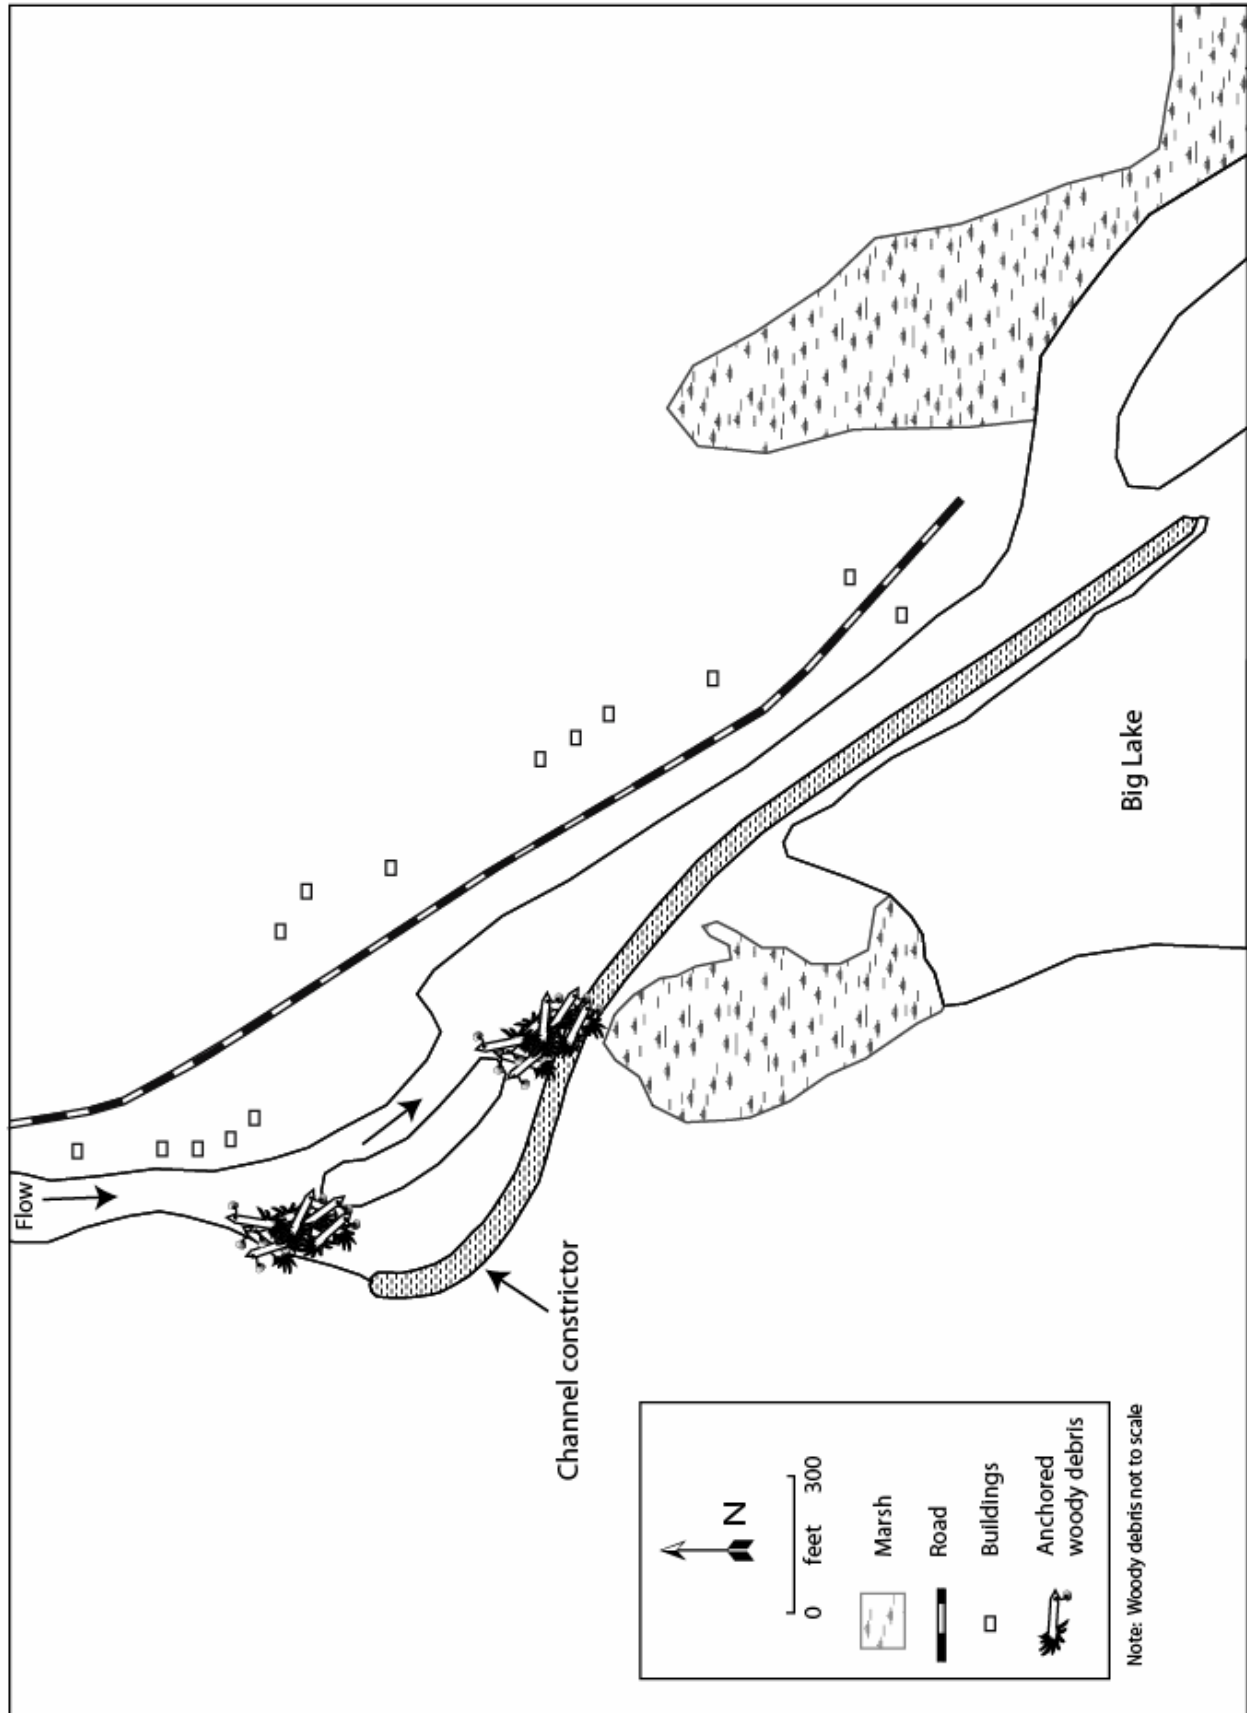 Flow
Channel constrictor
Big Lake
N
0 feet 300
Marsh
Road
Buildings
Anchored
woody debris
Note: Woody debris not to scale